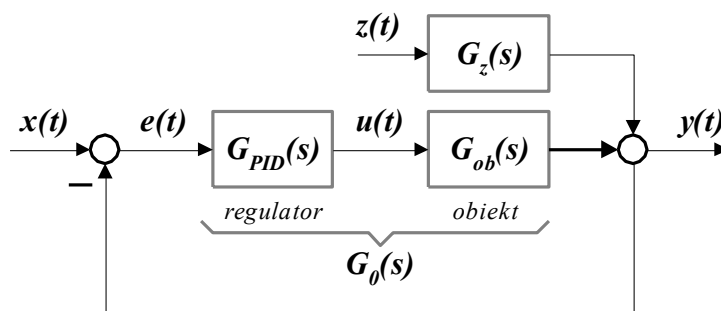 z(t)
G_z(s)
x(t)
e(t)
G_PID(s)
u(t)
G_ob(s)
y(t)
−
regulator
obiekt
G_0(s)